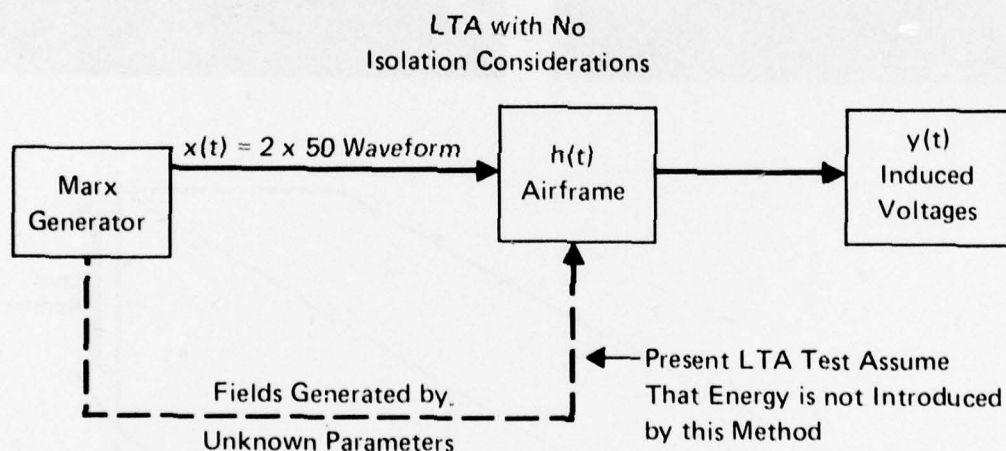 LTA with No
Isolation Considerations
x(t) = 2 x 50 Waveform
Marx
Generator
h(t)
Airframe
y(t)
Induced
Voltages
Fields Generated by
Unknown Parameters
Present LTA Test Assume
That Energy is not Introduced
by this Method